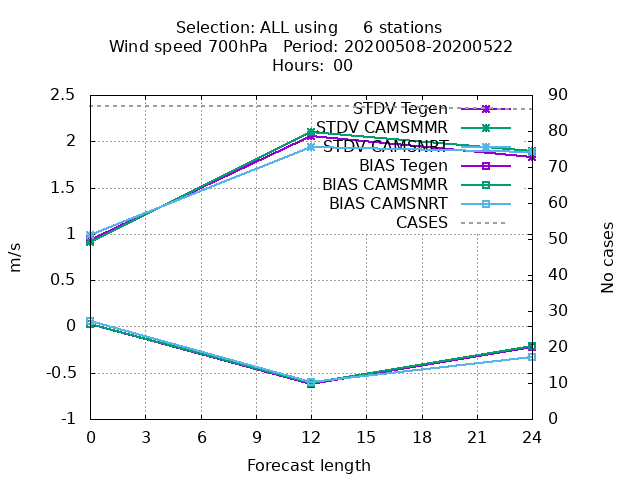 Selection: ALL using     6 stations
Wind speed 700hPa   Period: 20200508-20200522
Hours:  00
m/s
No cases
2.5
2
1.5
1
0.5
0
-0.5
-1
90
80
70
60
50
40
30
20
10
0
STDV Tegen
STDV CAMSMMR
STDV CAMSNRT
BIAS Tegen
BIAS CAMSMMR
BIAS CAMSNRT
CASES
0 3 6 9 12 15 18 21 24
Forecast length